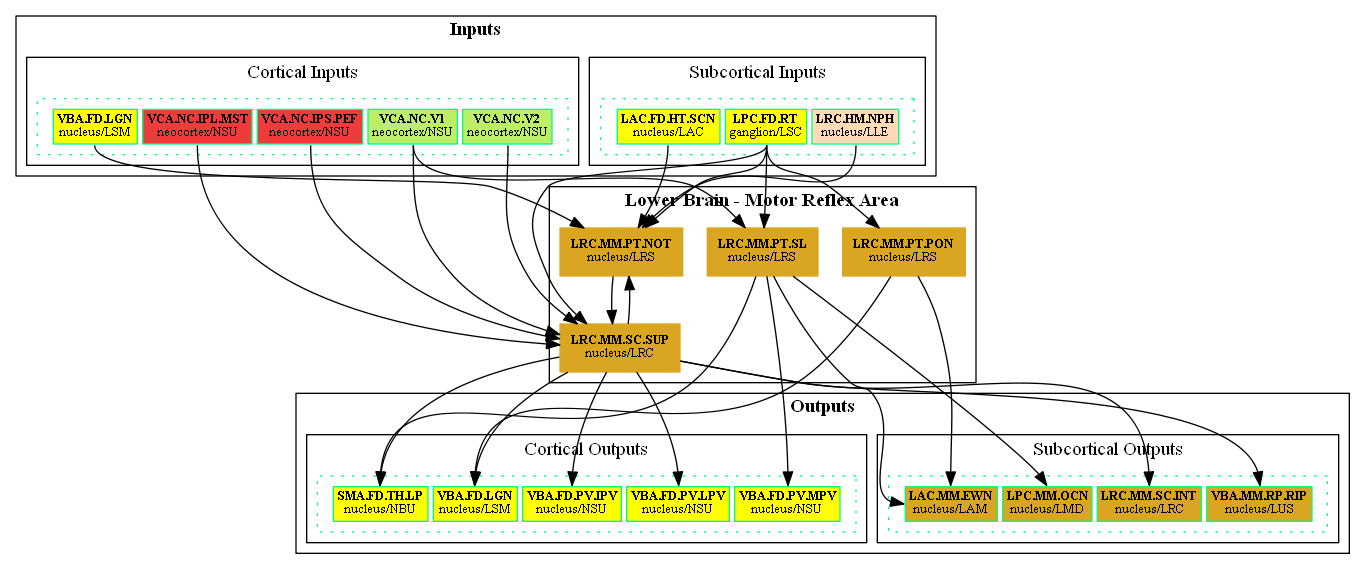 Inputs
Cortical Inputs
Subcortical Inputs
VBA.FD.LGN
nucleus/LSM
VCA.NC.IPL.MST
neocortex/NSU
VCA.NC.IPS.PEF
neocortex/NSU
VCA.NC.V1
neocortex/NSU
VCA.NC.V2
neocortex/NSU
LAC.FD.HT.SCN
nucleus/LAC
LPC.FD.RT
ganglion/LSC
LRC.HM.NPH
nucleus/LLE
Lower Brain - Motor Reflex Area
LRC.MM.PT.NOT
nucleus/LRS
LRC.MM.PT.SL
nucleus/LRS
LRC.MM.PT.PON
nucleus/LRS
LRC.MM.SC.SUP
nucleus/LRC
Outputs
Cortical Outputs
Subcortical Outputs
SMA.FD.TH.LP
nucleus/NBU
VBA.FD.LGN
nucleus/LSM
VBA.FD.PV.IPV
nucleus/NSU
VBA.FD.PV.LPV
nucleus/NSU
VBA.FD.PV.MPV
nucleus/NSU
LAC.MM.EWN
nucleus/LAM
LPC.MM.OCN
nucleus/LMD
LRC.MM.SC.INT
nucleus/LRC
VBA.MM.RP.RIP
nucleus/LUS